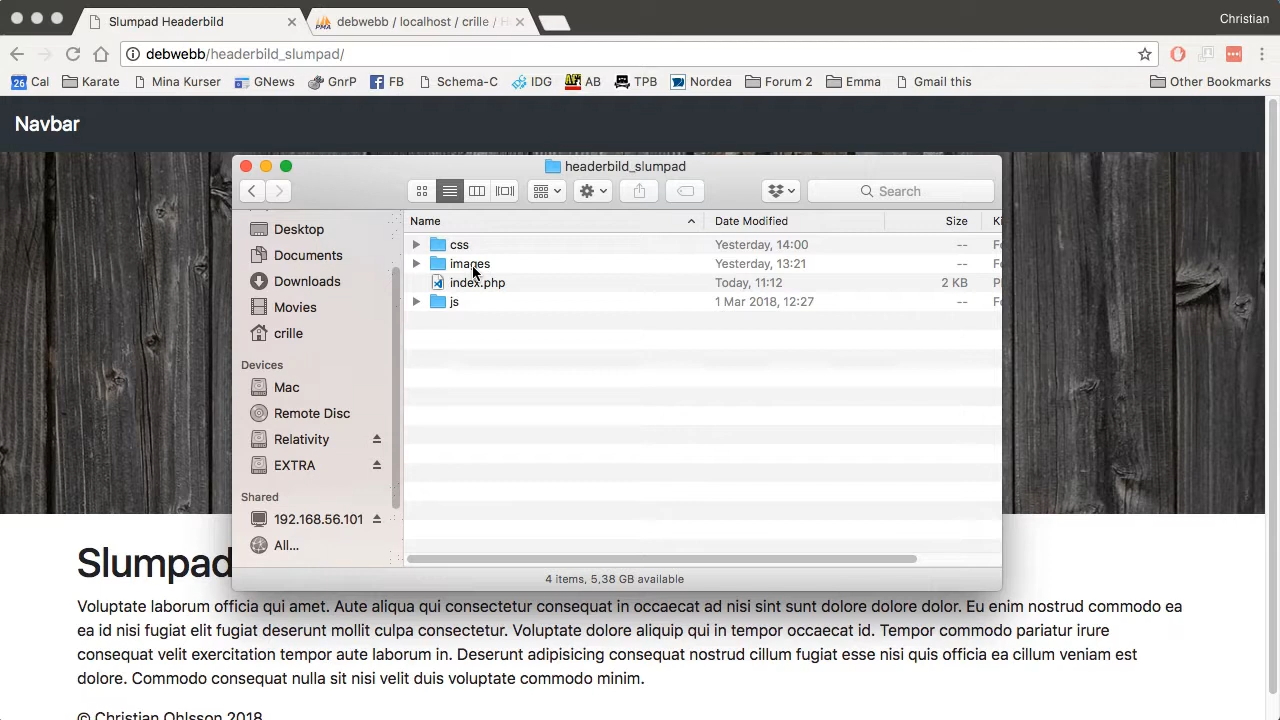 Slumpad Headerbild
debwebb / localhost / crille /
Christian
debwebb/headerbild_slumpad/
26 Cal Karate Mina Kurser GNews GnrP FB Schema-C IDG AB TPB Nordea Forum 2 Emma Gmail this Other Bookmarks
Navbar
headerbild_slumpad
Search
Name Date Modified Size
Desktop
Documents
Downloads
Movies
crille
Devices
Mac
Remote Disc
Relativity
EXTRA
Shared
192.168.56.101
All...
css Yesterday, 14:00 --
images Yesterday, 13:21 --
index.php Today, 11:12 2 KB
js 1 Mar 2018, 12:27 --
4 items, 5,38 GB available
Slumpad
Voluptate laborum officia qui amet. Aute aliqua qui consectetur consequat in occaecat ad nisi sint sunt dolore dolore dolor. Eu enim nostrud commodo ea
ea id nisi fugiat elit fugiat deserunt mollit culpa consectetur. Voluptate dolore aliquip qui in tempor occaecat id. Tempor commodo pariatur irure
consequat velit exercitation tempor aute laborum in. Deserunt adipisicing consequat nostrud cillum fugiat esse nisi quis officia ea cillum veniam est
dolore. Commodo consequat nulla sit nisi velit duis voluptate commodo minim.
© Christian Ohlsson 2018